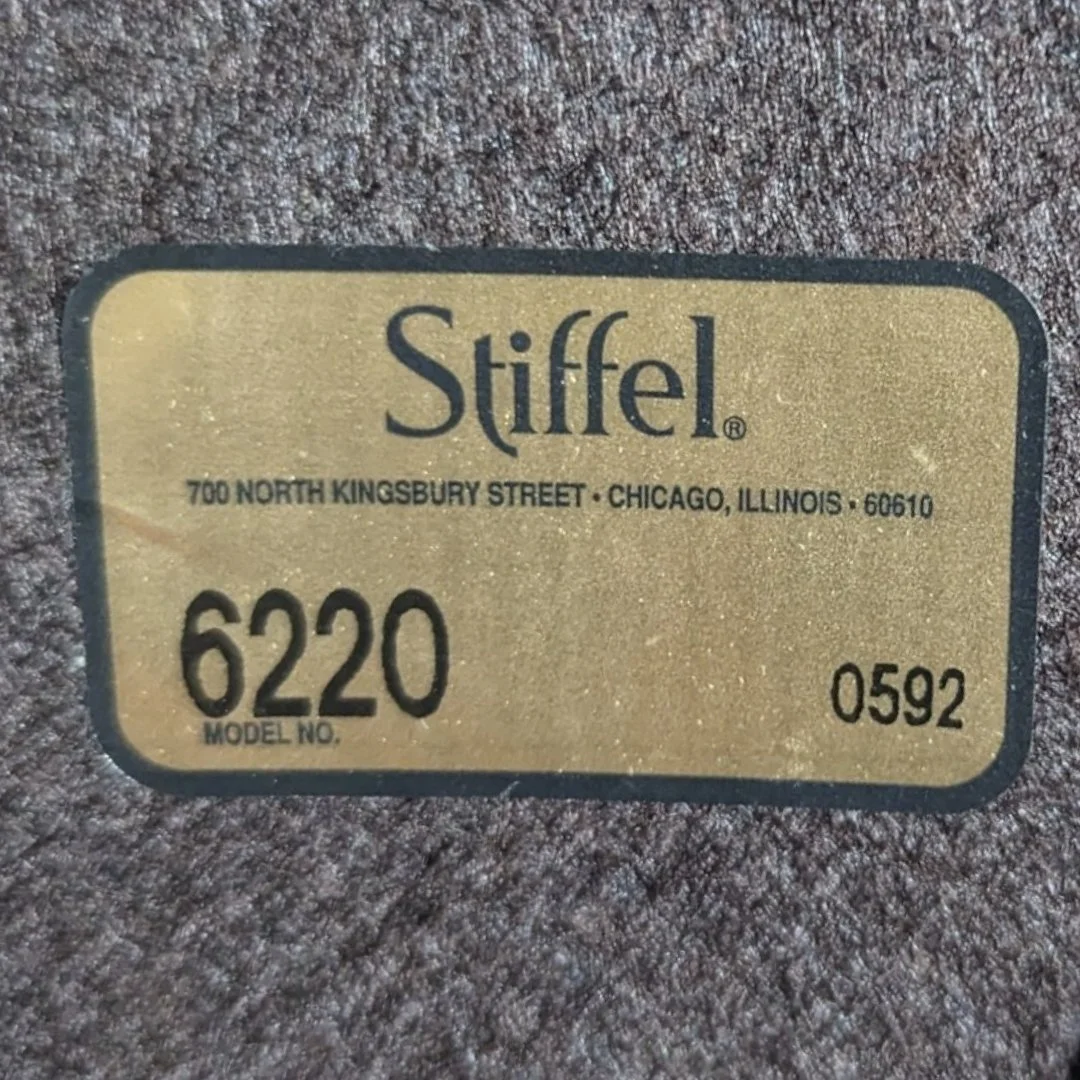 Stiffel®
700 NORTH KINGSBURY STREET • CHICAGO, ILLINOIS • 60610
6220
0592
MODEL NO.